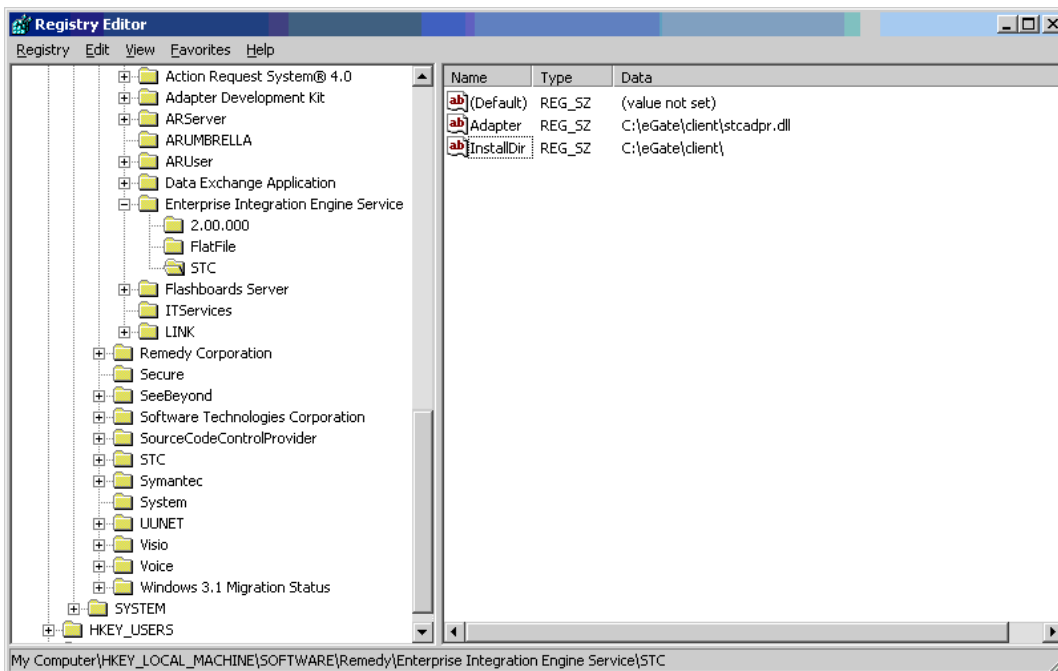 Registry Editor
Registry Edit View Favorites Help
Action Request System® 4.0
Adapter Development Kit
ARServer
ARUMBRELLA
ARUser
Data Exchange Application
Enterprise Integration Engine Service
2.00.000
FlatFile
STC
Flashboards Server
ITServices
LINK
Remedy Corporation
Secure
SeeBeyond
Software Technologies Corporation
SourceCodeControlProvider
STC
Symantec
System
UUNET
Visio
Voice
Windows 3.1 Migration Status
SYSTEM
HKEY_USERS
Name Type Data
ab (Default) REG_SZ (value not set)
ab Adapter REG_SZ C:\eGate\client\stcadpr.dll
ab InstallDir REG_SZ C:\eGate\client\
My Computer\HKEY_LOCAL_MACHINE\SOFTWARE\Remedy\Enterprise Integration Engine Service\STC